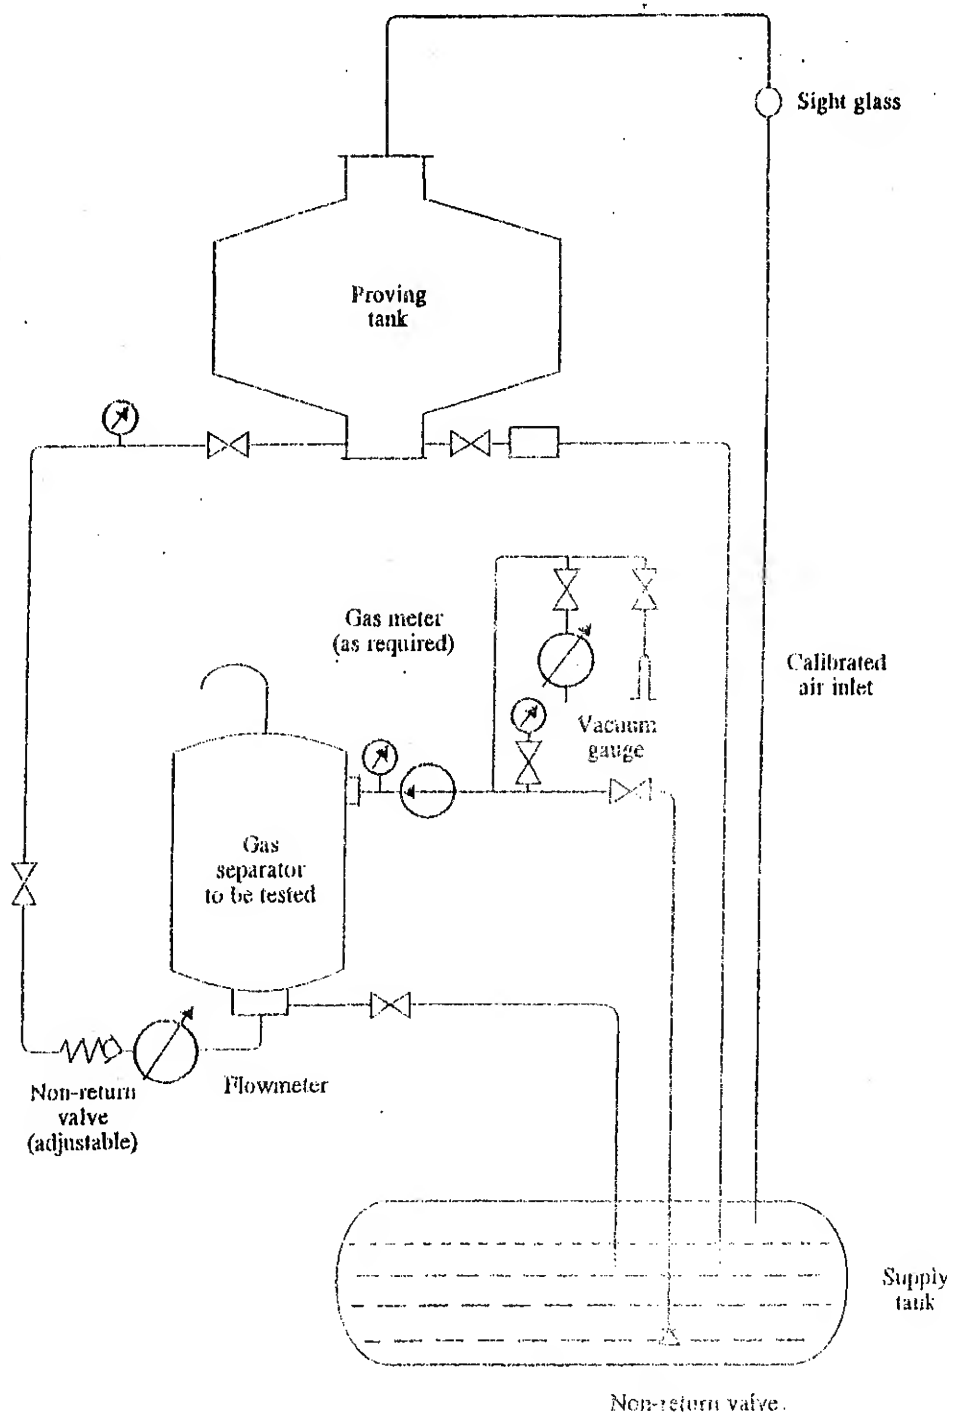 Sight glass
Proving
tank
Gas meter
(as required)
Calibrated
air inlet
Vacuum
gauge
Gas
separator
to be tested
Flowmeter
Non-return
valve
(adjustable)
Supply
tank
Non-return valve.